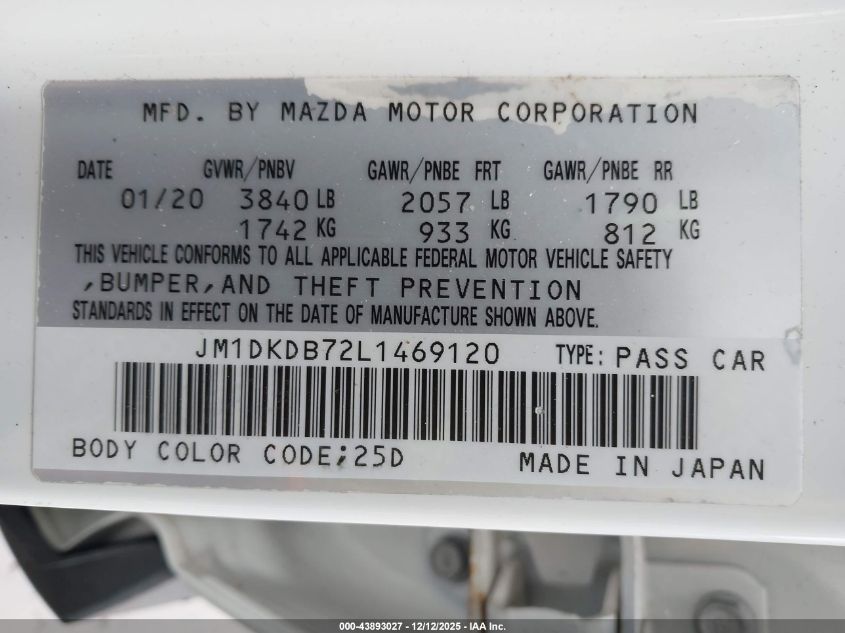 MFD. BY MAZDA MOTOR CORPORATION
DATE GVWR/PNBV GAWR/PNBE FRT GAWR/PNBE RR
01/20 3840 LB 2057 LB 1790 LB
1742 KG 933 KG 812 KG
THIS VEHICLE CONFORMS TO ALL APPLICABLE FEDERAL MOTOR VEHICLE SAFETY
,BUMPER,AND THEFT PREVENTION
STANDARDS IN EFFECT ON THE DATE OF MANUFACTURE SHOWN ABOVE.
JM1DKDB72L1469120 TYPE: PASS CAR
BODY COLOR CODE;25D MADE IN JAPAN
000-43893027 - 12/12/2025 - IAA Inc.